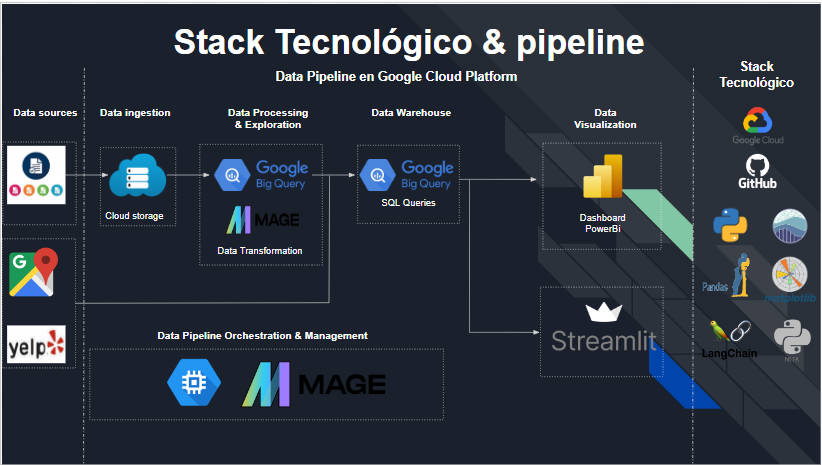 Stack Tecnológico & pipeline
Data Pipeline en Google Cloud Platform
Stack
Tecnológico
Data sources
Data ingestion
Data Processing
& Exploration
Data Warehouse
Data
Visualization
Cloud storage
Google
Big Query
MAGE
Data Transformation
Google
Big Query
SQL Queries
Dashboard
PowerBi
G
yelp
Streamlit
Data Pipeline Orchestration & Management
MAGE
Google Cloud
GitHub
Pandas
matplotlib
LangChain
NLTK